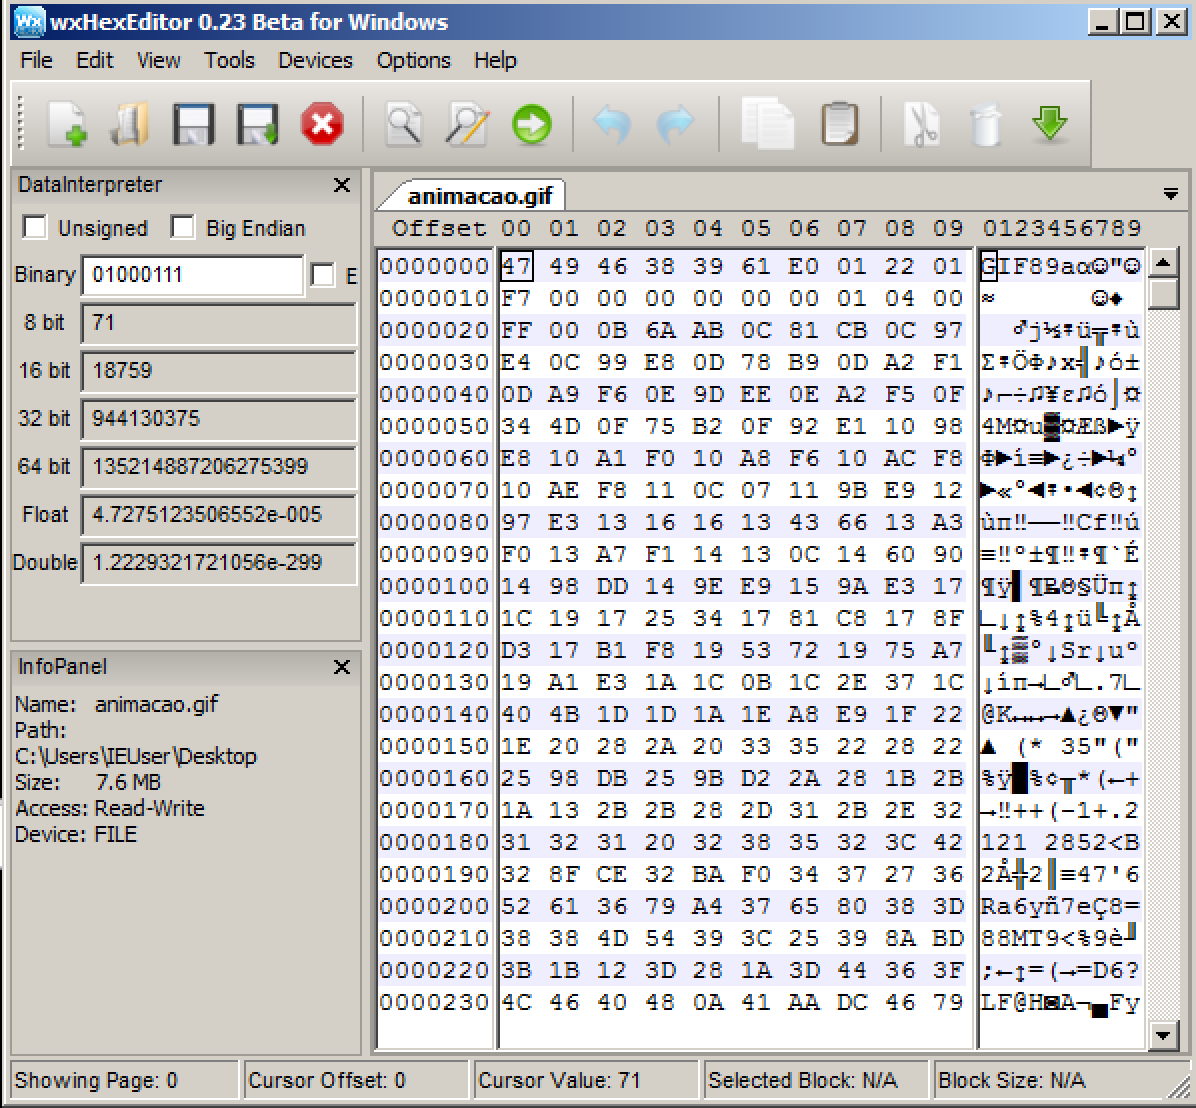 wxHexEditor 0.23 Beta for Windows
File Edit View Tools Devices Options Help
DataInterpreter
Unsigned Big Endian
Binary 01000111 E
8 bit 71
16 bit 18759
32 bit 944130375
64 bit 135214887206275399
Float 4.7275123506552e-005
Double 1.2229321721056e-299
InfoPanel
Name: animacao.gif
Path:
C:\Users\IEUser\Desktop
Size: 7.6 MB
Access: Read-Write
Device: FILE
animacao.gif
Offset 00 01 02 03 04 05 06 07 08 09 0123456789
0000000 47 49 46 38 39 61 E0 01 22 01 GIF89aα☺"☺
0000010 F7 00 00 00 00 00 00 01 04 00 ≈ ☺♦
0000020 FF 00 0B 6A AB 0C 81 CB 0C 97
0000030 E4 0C 99 E8 0D 78 B9 0D A2 F1
0000040 0D A9 F6 0E 9D EE 0E A2 F5 0F
0000050 34 4D 0F 75 B2 0F 92 E1 10 98
0000060 E8 10 A1 F0 10 A8 F6 10 AC F8
0000070 10 AE F8 11 0C 07 11 9B E9 12
0000080 97 E3 13 16 16 13 43 66 13 A3
0000090 F0 13 A7 F1 14 13 0C 14 60 90
0000100 14 98 DD 14 9E E9 15 9A E3 17
0000110 1C 19 17 25 34 17 81 C8 17 8F
0000120 D3 17 B1 F8 19 53 72 19 75 A7
0000130 19 A1 E3 1A 1C 0B 1C 2E 37 1C
0000140 40 4B 1D 1D 1A 1E A8 E9 1F 22
0000150 1E 20 28 2A 20 33 35 22 28 22 ▲ (* 35"("
0000160 25 98 DB 25 9B D2 2A 28 1B 2B %ÿ█%¢╥*(←+
0000170 1A 13 2B 2B 28 2D 31 2B 2E 32 →‼++(-1+.2
0000180 31 32 31 20 32 38 35 32 3C 42 121 2852<B
0000190 32 8F CE 32 BA F0 34 37 27 36 2Å╬2║≡47'6
0000200 52 61 36 79 A4 37 65 80 38 3D Ra6yñ7eÇ8=
0000210 38 38 4D 54 39 3C 25 39 8A BD 88MT9<%9è╜
0000220 3B 1B 12 3D 28 1A 3D 44 36 3F ;←↕=(→=D6?
0000230 4C 46 40 48 0A 41 AA DC 46 79 LF@H◙A¬▄Fy
Showing Page: 0 Cursor Offset: 0 Cursor Value: 71 Selected Block: N/A Block Size: N/A